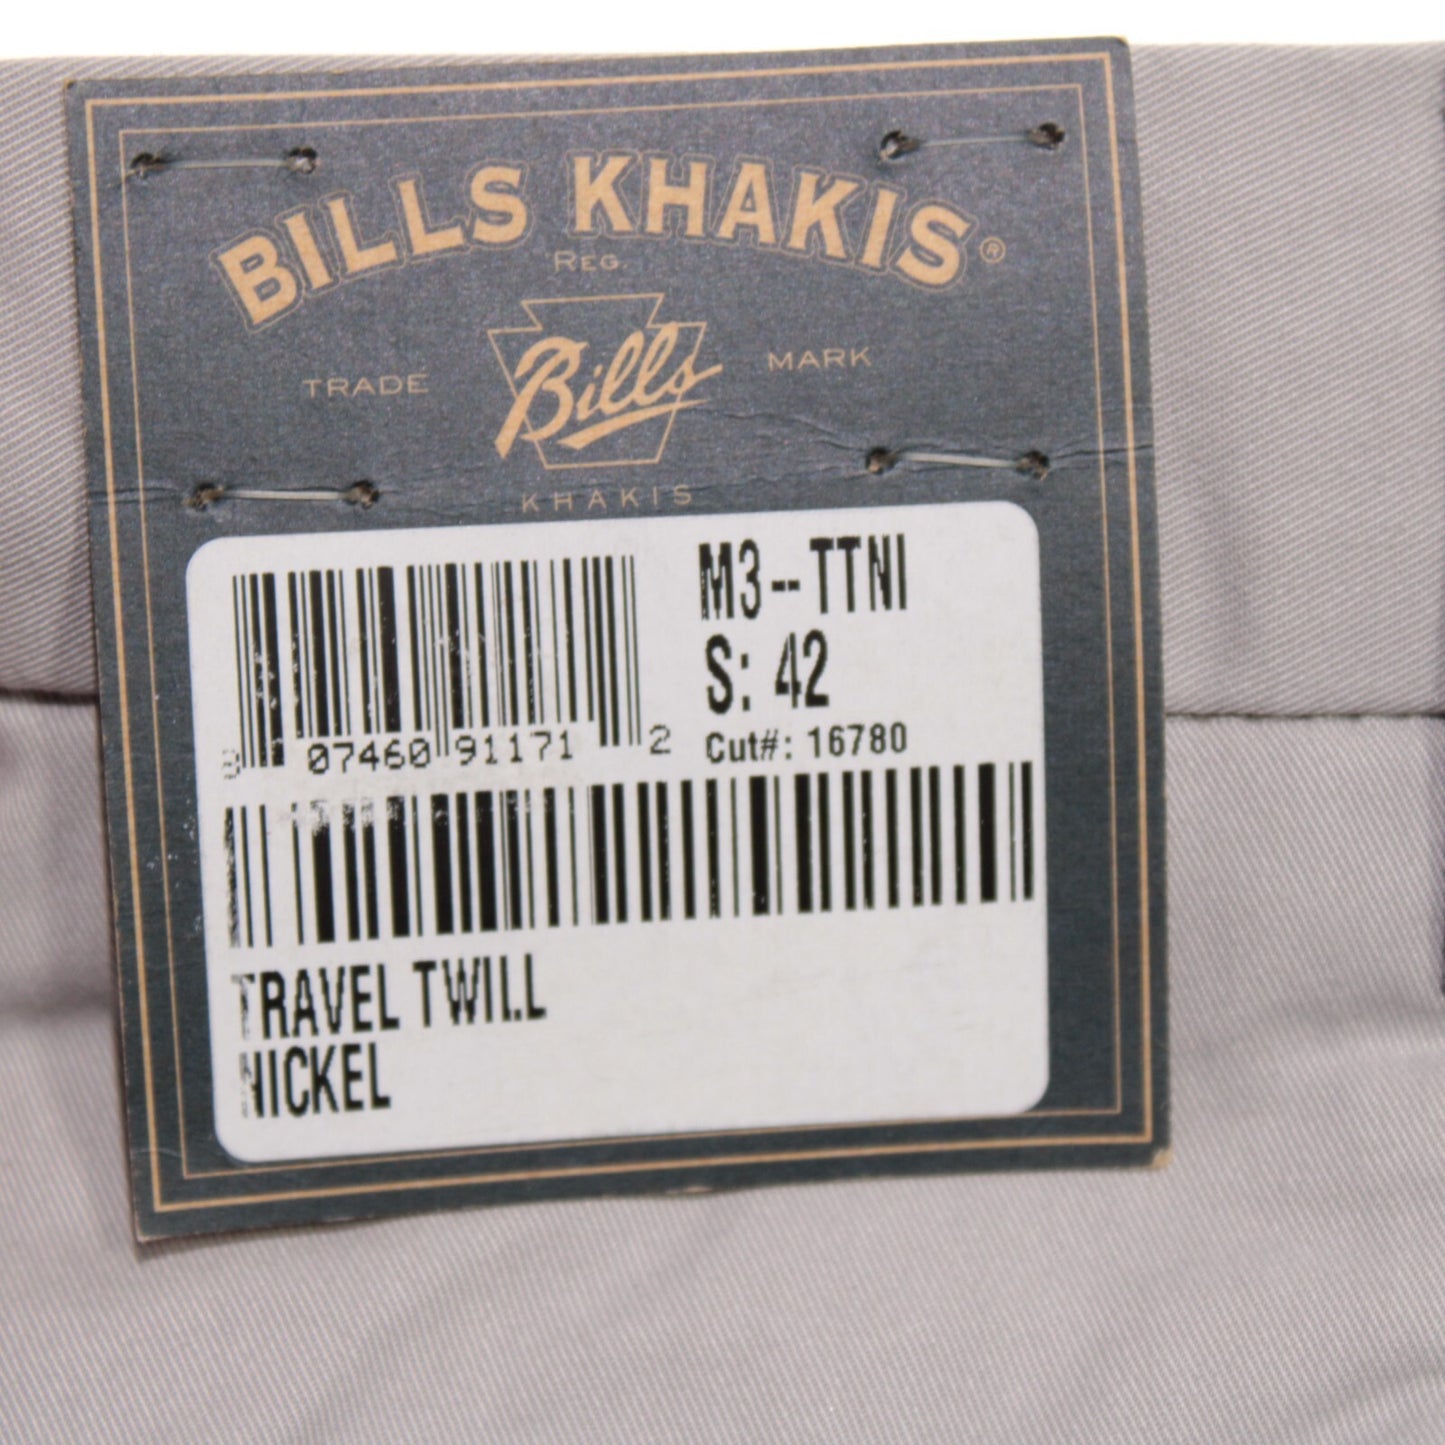 BILLS KHAKIS®
REG.
TRADE Bills MARK
KHAKIS
M3--TTNI
S: 42
Cut#: 16780
07460 91171 2
TRAVEL TWILL
NICKEL